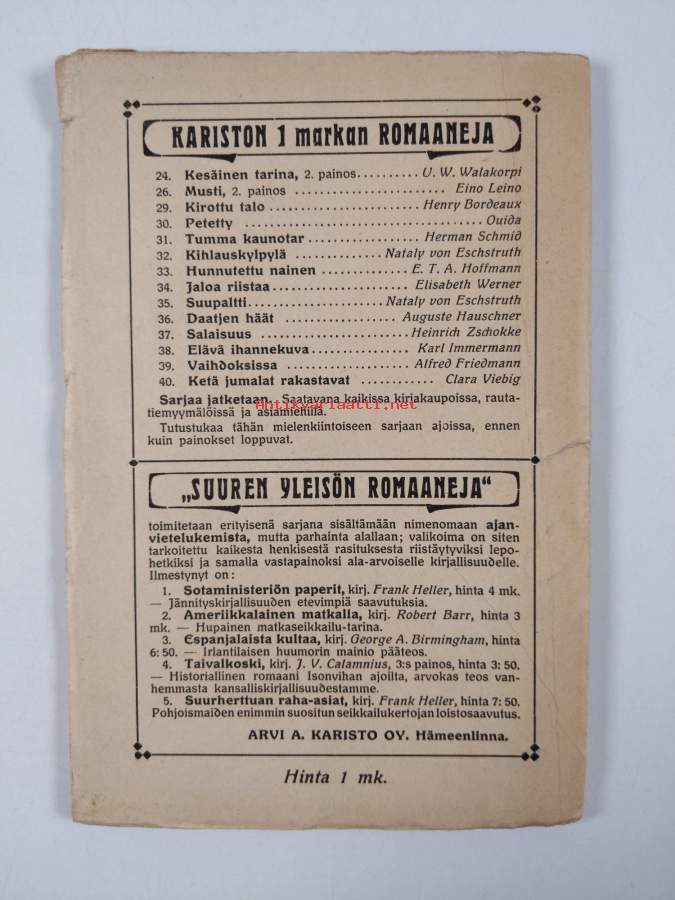 KARISTON 1 markan ROMAANEJA
24. Kesäinen tarina, 2. painos.......... U. W. Walakorpi
26. Musti, 2. painos ........................ Eino Leino
29. Kirottu talo ........................ Henry Bordeaux
30. Petetty ...................................... Ouida
31. Tumma kaunotar .................. Herman Schmid
32. Kihlauskylpylä .............. Nataly von Eschstruth
33. Hunnutettu nainen .............. E. T. A. Hoffmann
34. Jaloa riistaa ...................... Elisabeth Werner
35. Suupaltti..................... Nataly von Eschstruth
36. Daatjen häät .................. Auguste Hauschner
37. Salaisuus ........................ Heinrich Zschokke
38. Elävä ihannekuva................ Karl Immermann
39. Vaihdoksissa ...................... Alfred Friedmann
40. Ketä jumalat rakastavat ............ Clara Viebig
Sarjaa jatketaan. Saatavana kaikissa kirjakaupoissa, rauta-
tiemyymälöissä ja asiamiehillä.
Antikvariaatti.net
Tutustukaa tähän mielenkiintoiseen sarjaan ajoissa, ennen
kuin painokset loppuvat.
„SUUREN YLEISÖN ROMAANEJA“
toimitetaan erityisenä sarjana sisältämään nimenomaan ajan-
vietelukemista, mutta parhainta alallaan; valikoima on siten
tarkoitettu kaikesta henkisestä rasituksesta riistäytyviksi lepo-
hetkiksi ja samalla vastapainoksi ala-arvoiselle kirjallisuudelle.
Ilmestynyt on:
1. Sotaministeriön paperit, kirj. Frank Heller, hinta 4 mk.
— Jännityskirjallisuuden etevimpiä saavutuksia.
2. Ameriikkalainen matkalla, kirj. Robert Barr, hinta 3
mk. — Hupainen matkaseikkailu-tarina.
3. Espanjalaista kultaa, kirj. George A. Birmingham, hinta
6: 50. — Irlantilaisen huumorin mainio pääteos.
4. Taivalkoski, kirj. J. V. Calamnius, 3:s painos, hinta 3: 50.
— Historiallinen romaani Isonvihan ajoilta, arvokas teos van-
hemmasta kansalliskirjallisuudestamme.
5. Suurherttuan raha-asiat, kirj. Frank Heller, hinta 7: 50.
Pohjoismaiden enimmin suositun seikkailukertojan loistosaavutus.
ARVI A. KARISTO OY. Hämeenlinna.
Hinta 1 mk.